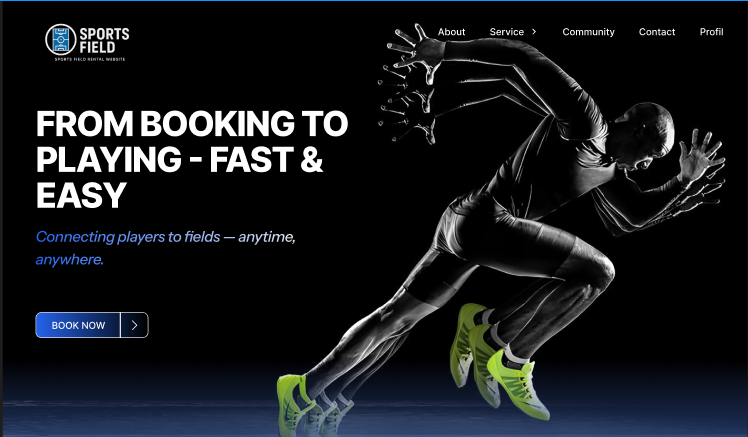 SPORTS
FIELD
SPORTS FIELD RENTAL WEBSITE
About Service Community Contact Profil
FROM BOOKING TO
PLAYING - FAST &
EASY
Connecting players to fields — anytime,
anywhere.
BOOK NOW